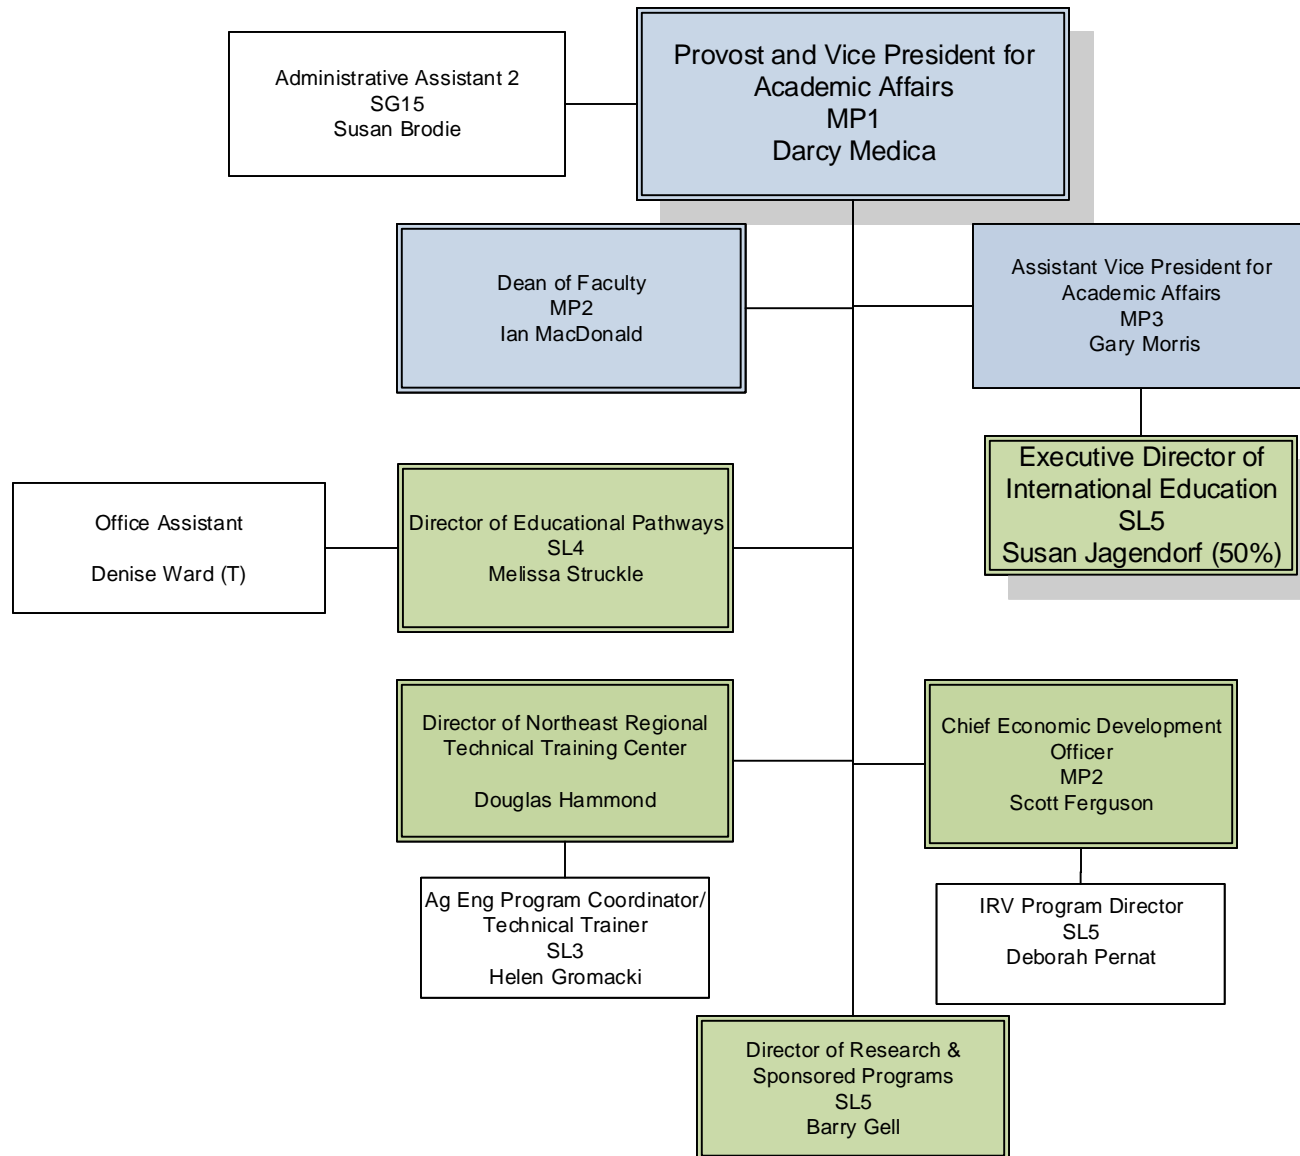 Provost and Vice President for
Academic Affairs
MP1
Darcy Medica
Administrative Assistant 2
SG15
Susan Brodie
Dean of Faculty
MP2
Ian MacDonald
Assistant Vice President for
Academic Affairs
MP3
Gary Morris
Executive Director of
International Education
SL5
Susan Jagendorf (50%)
Office Assistant
Denise Ward (T)
Director of Educational Pathways
SL4
Melissa Struckle
Director of Northeast Regional
Technical Training Center
Douglas Hammond
Chief Economic Development
Officer
MP2
Scott Ferguson
Ag Eng Program Coordinator/
Technical Trainer
SL3
Helen Gromacki
IRV Program Director
SL5
Deborah Pernat
Director of Research &
Sponsored Programs
SL5
Barry Gell